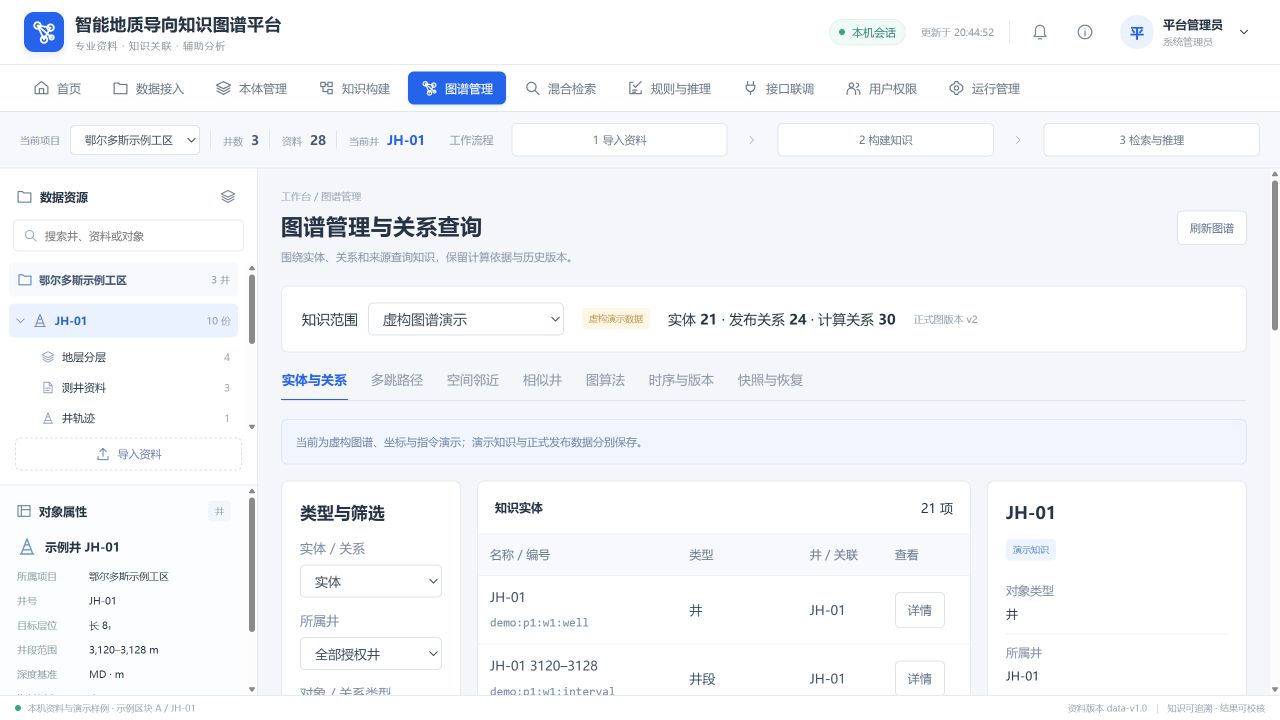 智能地质导向知识图谱平台
专业资料 · 知识关联 · 辅助分析
本机会话
更新于 20:44:52
平
平台管理员
系统管理员
首页
数据接入
本体管理
知识构建
图谱管理
混合检索
规则与推理
接口联调
用户权限
运行管理
当前项目
鄂尔多斯示例工区
井数 3
资料 28
当前井 JH-01
工作流程
1 导入资料
2 构建知识
3 检索与推理
数据资源
搜索井、资料或对象
鄂尔多斯示例工区 3 井
JH-01 10 份
地层分层 4
测井资料 3
井轨迹 1
导入资料
对象属性 井
示例井 JH-01
所属项目 鄂尔多斯示例工区
井号 JH-01
目标层位 长 8₁
井段范围 3,120–3,128 m
深度基准 MD · m
工作台 / 图谱管理
图谱管理与关系查询
围绕实体、关系和来源查询知识，保留计算依据与历史版本。
刷新图谱
知识范围
虚构图谱演示
虚构演示数据
实体 21 · 发布关系 24 · 计算关系 30
正式图版本 v2
实体与关系
多跳路径
空间邻近
相似井
图算法
时序与版本
快照与恢复
当前为虚构图谱、坐标与指令演示；演示知识与正式发布数据分别保存。
类型与筛选
实体 / 关系
实体
所属井
全部授权井
对象 / 关系类型
知识实体 21 项
名称 / 编号 类型 井 / 关联 查看
JH-01
demo:p1:w1:well
井 JH-01 详情
JH-01 3120–3128
demo:p1:w1:interval
井段 JH-01 详情
JH-01
演示知识
对象类型
井
所属井
JH-01
本机资料与演示样例 · 示例区块 A / JH-01
资料版本 data-v1.0
知识可追溯 · 结果可校核